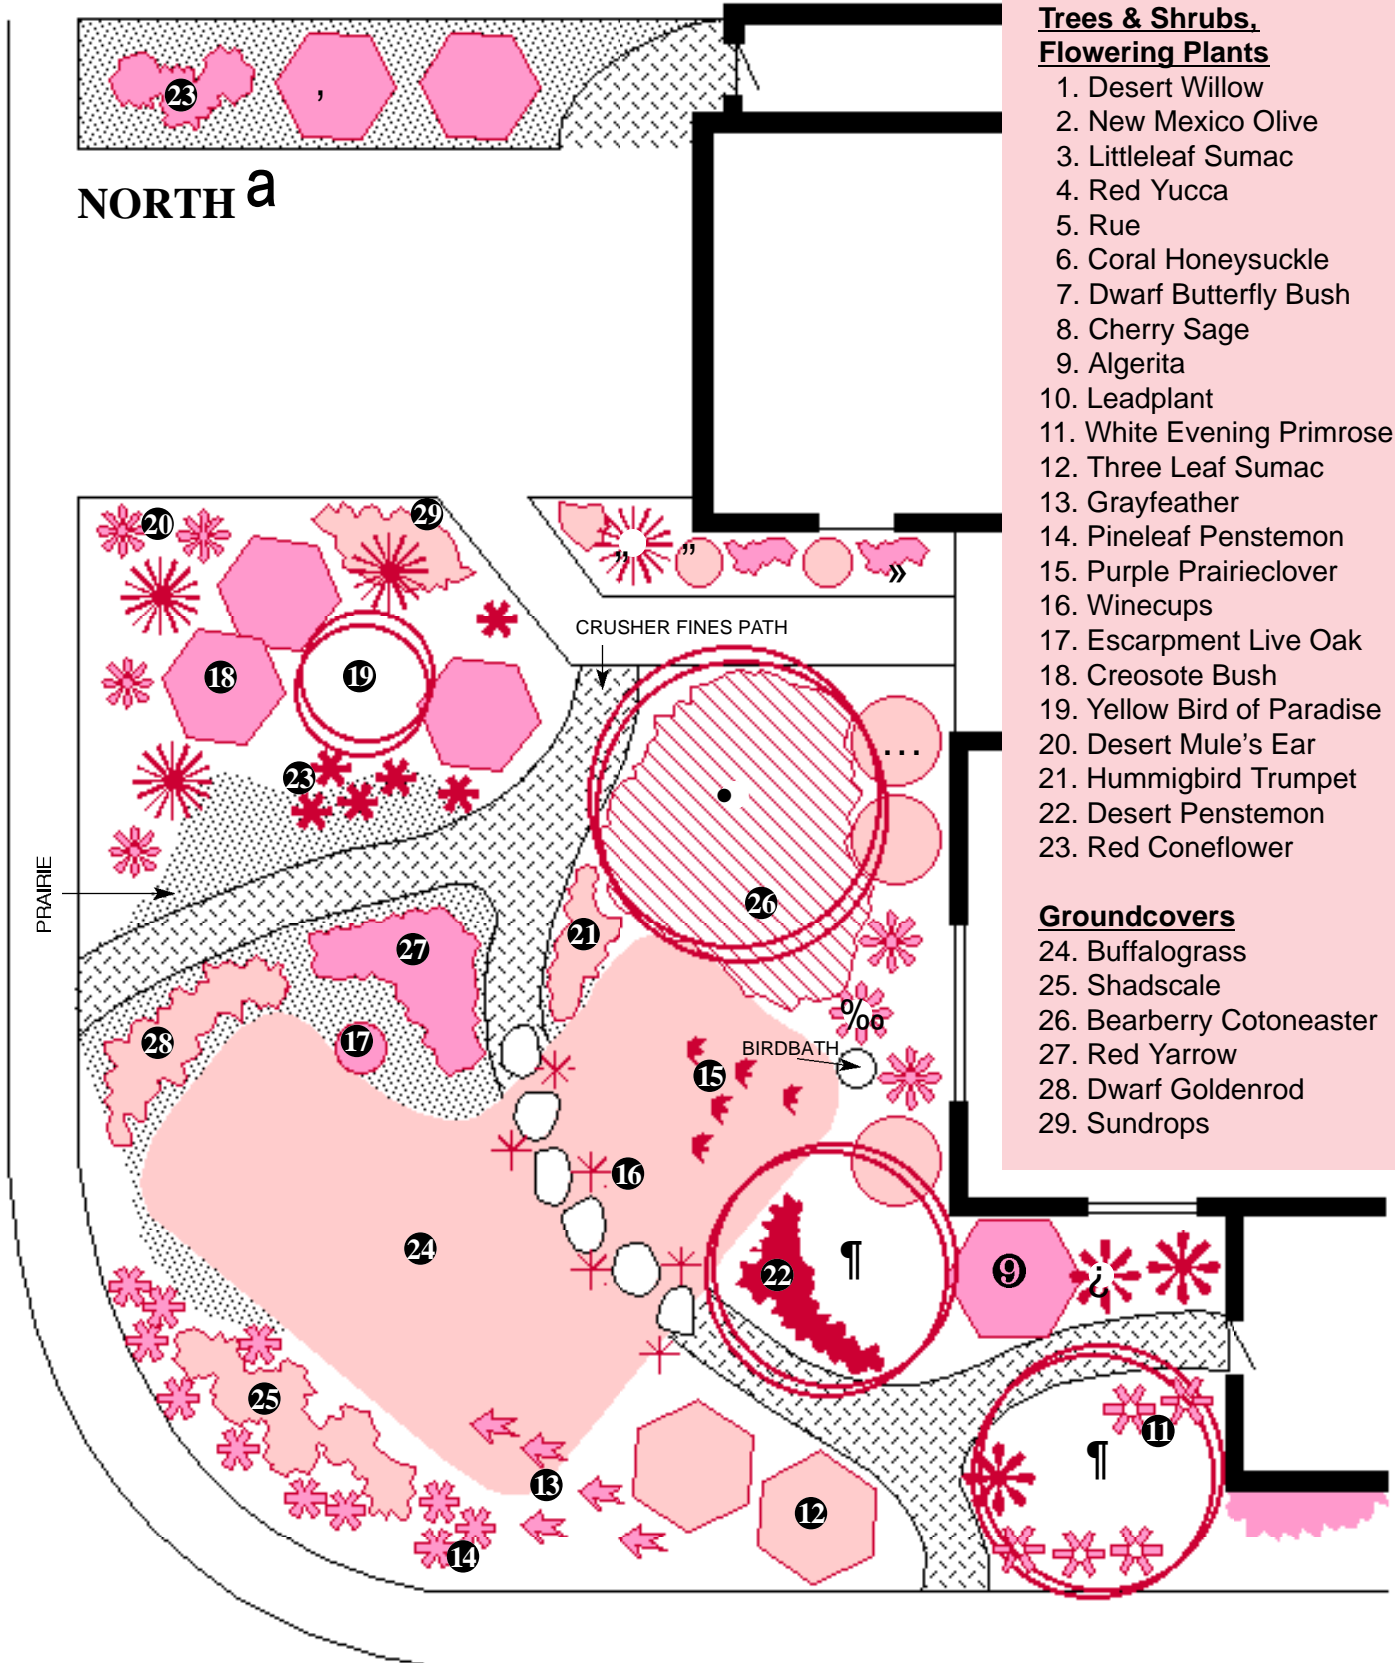 Trees & Shrubs,
Flowering Plants
1. Desert Willow
2. New Mexico Olive
3. Littleleaf Sumac
4. Red Yucca
5. Rue
6. Coral Honeysuckle
7. Dwarf Butterfly Bush
8. Cherry Sage
9. Algerita
10. Leadplant
11. White Evening Primrose
12. Three Leaf Sumac
13. Grayfeather
14. Pineleaf Penstemon
15. Purple Prairieclover
16. Winecups
17. Escarpment Live Oak
18. Creosote Bush
19. Yellow Bird of Paradise
20. Desert Mule's Ear
21. Hummigbird Trumpet
22. Desert Penstemon
23. Red Coneflower
Groundcovers
24. Buffalograss
25. Shadscale
26. Bearberry Cotoneaster
27. Red Yarrow
28. Dwarf Goldenrod
29. Sundrops
23
,
NORTH a
20
29
„
”
»
CRUSHER FINES PATH
18
19
…
23
•
PRAIRIE
26
21
27
‰
28
17
BIRDBATH
15
16
24
22
¶
9
¿
25
11
¶
13
12
14